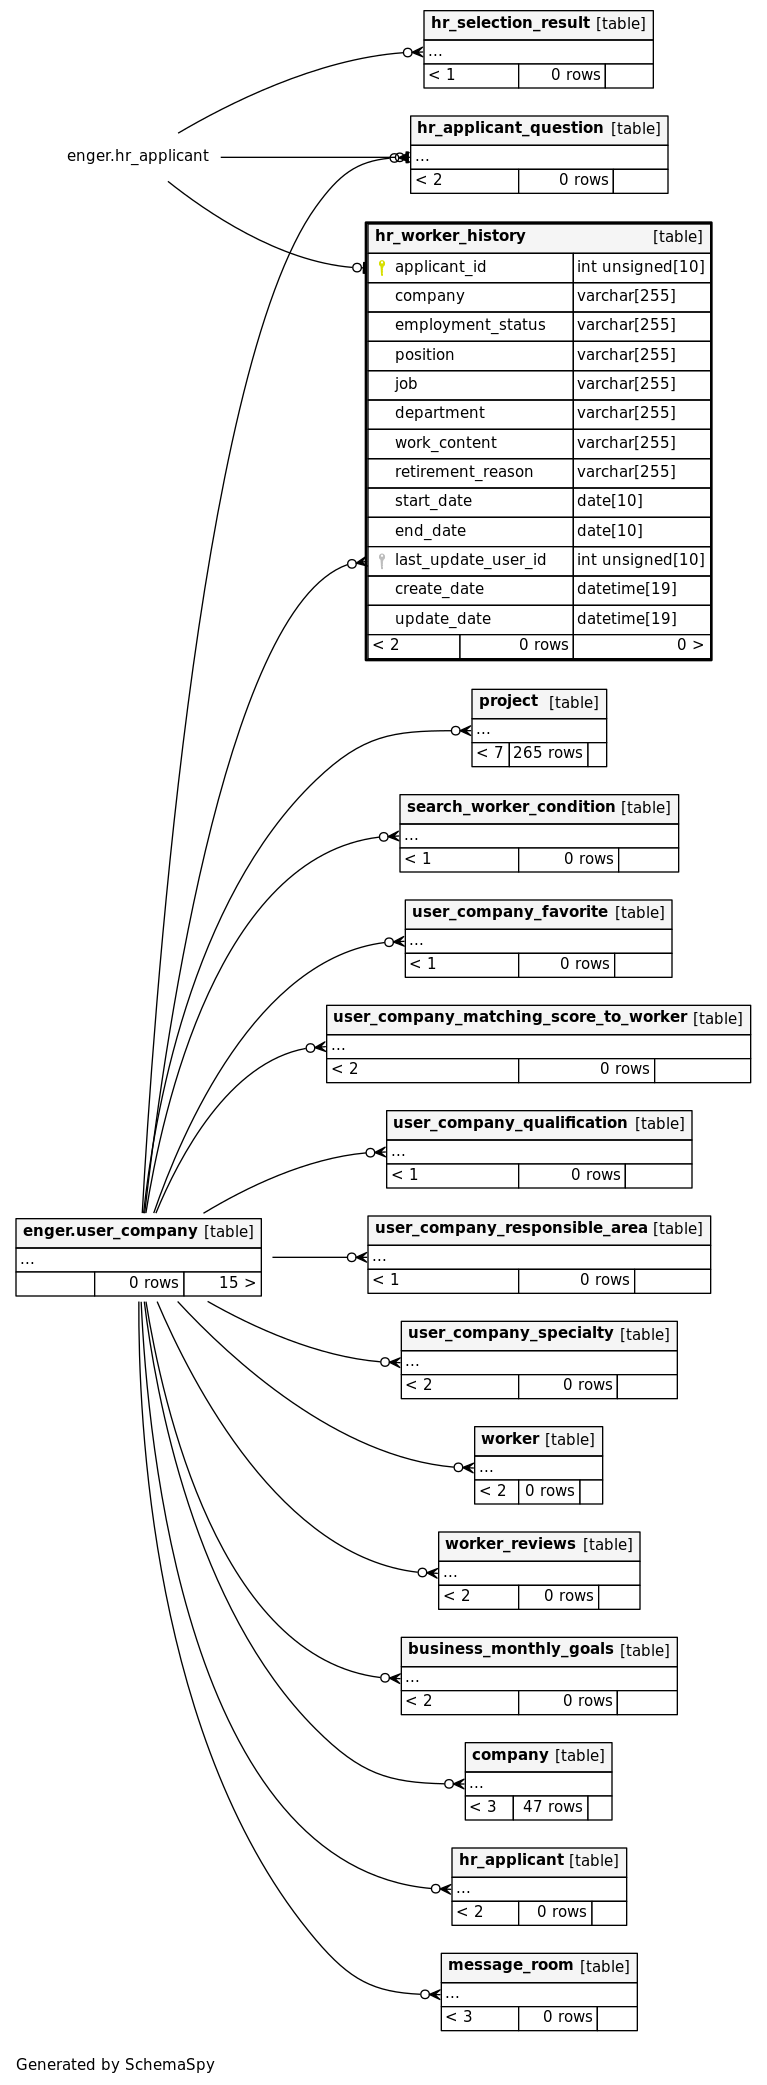 hr_selection_result [table]
...
< 1 0 rows
enger.hr_applicant
hr_applicant_question [table]
...
< 2 0 rows
hr_worker_history [table]
applicant_id int unsigned[10]
company varchar[255]
employment_status varchar[255]
position varchar[255]
job varchar[255]
department varchar[255]
work_content varchar[255]
retirement_reason varchar[255]
start_date date[10]
end_date date[10]
last_update_user_id int unsigned[10]
create_date datetime[19]
update_date datetime[19]
< 2 0 rows 0 >
project [table]
...
< 7 265 rows
search_worker_condition [table]
...
< 1 0 rows
user_company_favorite [table]
...
< 1 0 rows
user_company_matching_score_to_worker [table]
...
< 2 0 rows
user_company_qualification [table]
...
< 1 0 rows
enger.user_company [table]
...
0 rows 15 >
user_company_responsible_area [table]
...
< 1 0 rows
user_company_specialty [table]
...
< 2 0 rows
worker [table]
...
< 2 0 rows
worker_reviews [table]
...
< 2 0 rows
business_monthly_goals [table]
...
< 2 0 rows
company [table]
...
< 3 47 rows
hr_applicant [table]
...
< 2 0 rows
message_room [table]
...
< 3 0 rows
Generated by SchemaSpy